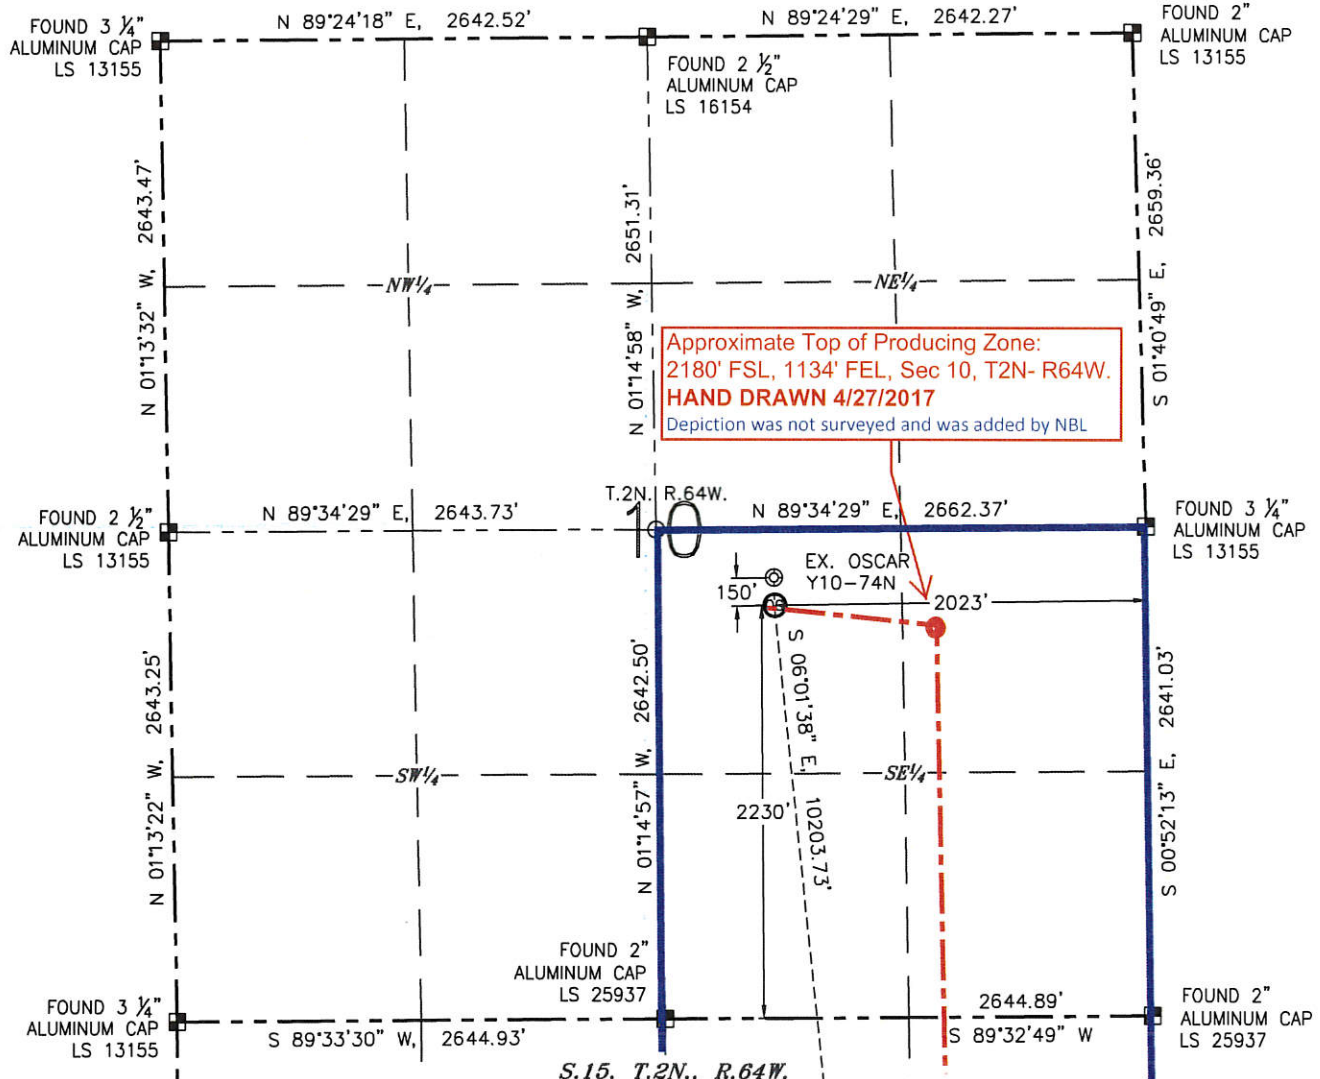 N 89°24'18" E, 2642.52'
N 89°24'29" E, 2642.27'
FOUND 3 ¼"
ALUMINUM CAP
LS 13155
FOUND 2 ½"
ALUMINUM CAP
LS 16154
FOUND 2"
ALUMINUM CAP
LS 13155
N 01°13'32" W, 2643.47'
N 01°14'58" W, 2651.31'
S 01°40'49" E, 2659.36'
NW¼
NE¼
Approximate Top of Producing Zone:
2180' FSL, 1134' FEL, Sec 10, T2N- R64W.
HAND DRAWN 4/27/2017
Depiction was not surveyed and was added by NBL
T.2N. R.64W.
10
N 89°34'29" E, 2643.73'
N 89°34'29" E, 2662.37'
FOUND 2 ½"
ALUMINUM CAP
LS 13155
FOUND 3 ¼"
ALUMINUM CAP
LS 13155
EX. OSCAR
Y10-74N
150'
2023'
N 01°13'22" W, 2643.25'
N 01°14'57" W, 2642.50'
S 06°01'38" E, 10203.73'
S 00°52'13" E, 2641.03'
SW¼
SE¼
2230'
FOUND 2"
ALUMINUM CAP
LS 25937
FOUND 3 ¼"
ALUMINUM CAP
LS 13155
FOUND 2"
ALUMINUM CAP
LS 25937
S 89°33'30" W, 2644.93'
2644.89'
S 89°32'49" W
S.15, T.2N., R.64W.